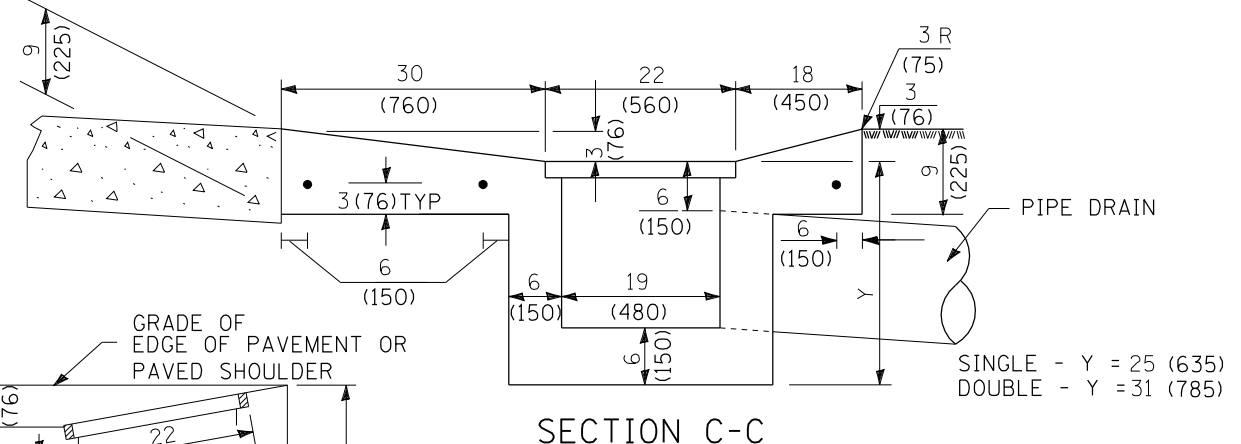 9
(225)
30
(760)
22
(560)
18
(450)
3 R
(75)
3
(76)
3
(76)
9
(225)
3(76)TYP
6
(150)
6
(150)
6
(150)
PIPE DRAIN
6
(150)
19
(480)
Y
6
(150)
GRADE OF
EDGE OF PAVEMENT OR
PAVED SHOULDER
(76)
22
SINGLE - Y = 25 (635)
DOUBLE - Y =31 (785)
SECTION C-C